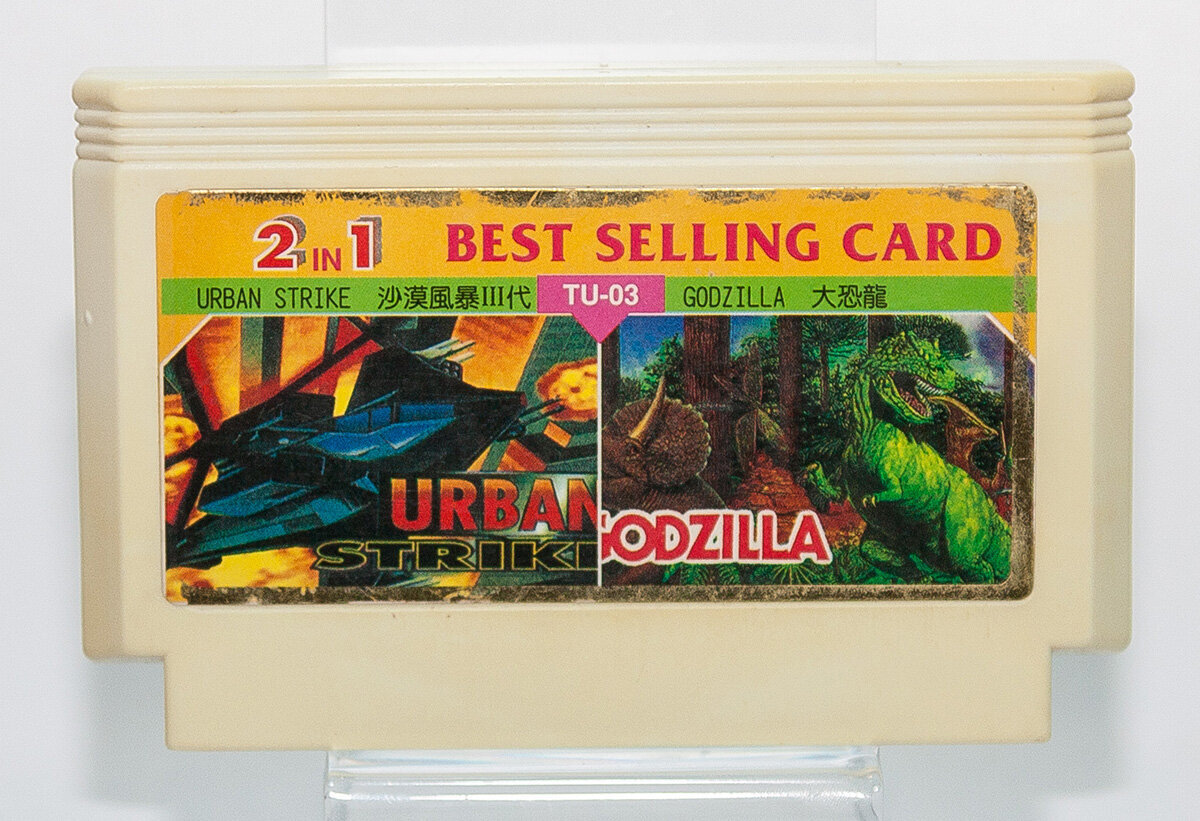 2 IN 1 BEST SELLING CARD
URBAN STRIKE 沙漠風暴III代 TU-03 GODZILLA 大恐龍
URBAN
STRIKE
GODZILLA